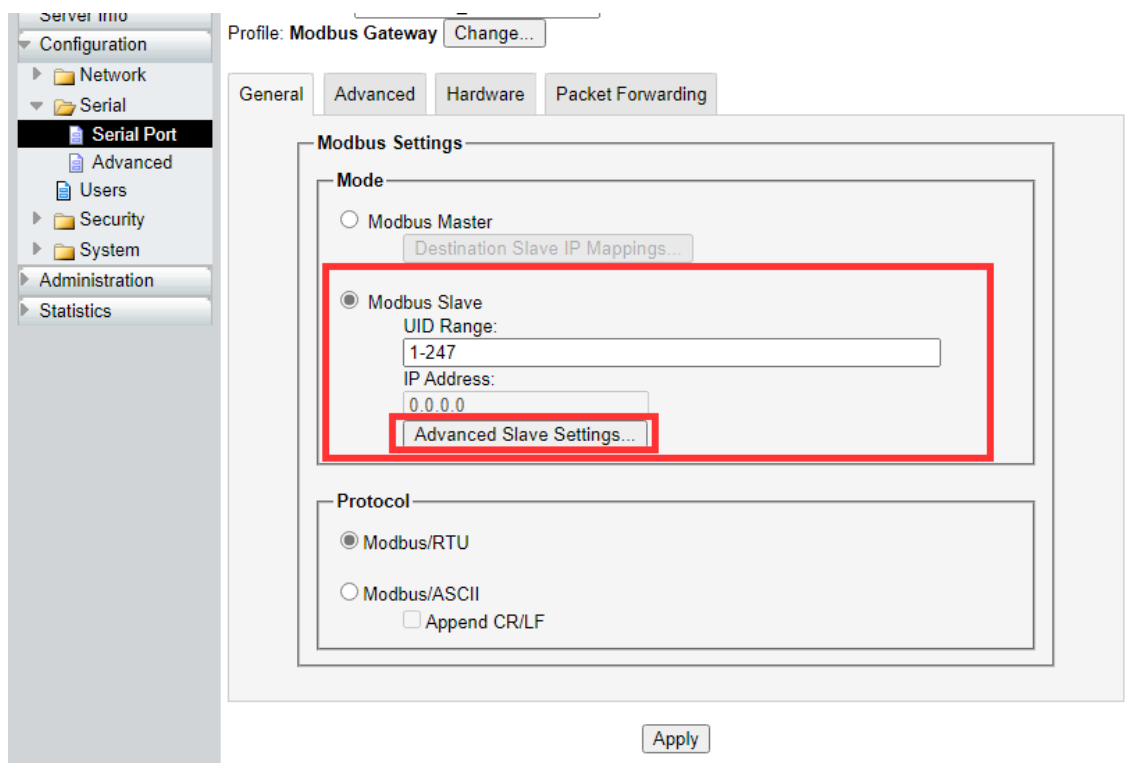 Server Info
Configuration
Network
Serial
Serial Port
Advanced
Users
Security
System
Administration
Statistics
Profile: Modbus Gateway Change...
General Advanced Hardware Packet Forwarding
Modbus Settings
Mode
Modbus Master
Destination Slave IP Mappings...
Modbus Slave
UID Range:
1-247
IP Address:
0.0.0.0
Advanced Slave Settings...
Protocol
Modbus/RTU
Modbus/ASCII
Append CR/LF
Apply